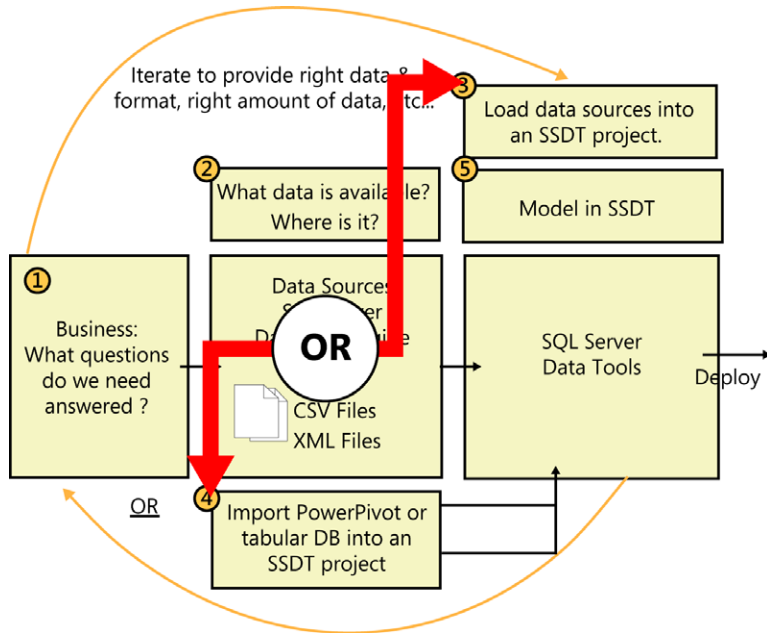 Iterate to provide right data &
format, right amount of data,
3
Load data sources into
an SSDT project.
2
What data is available?
Where is it?
5
Model in SSDT
1
Business:
What questions
do we need
answered ?
Data Sources
OR
CSV Files
XML Files
SQL Server
Data Tools
Deploy
OR
4
Import PowerPivot or
tabular DB into an
SSDT project